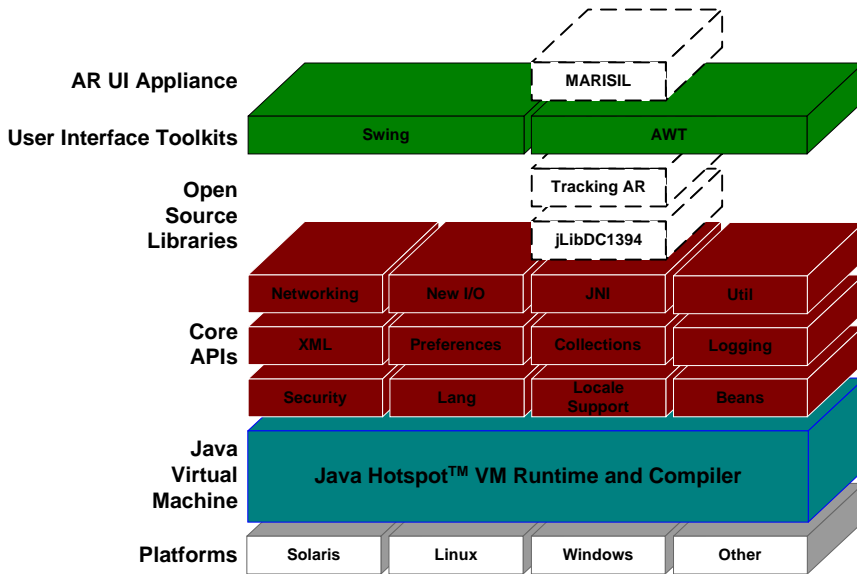 AR UI Appliance
MARISIL
User Interface Toolkits
Swing
AWT
Open
Source
Libraries
Tracking AR
jLibDC1394
Core
APIs
Networking
New I/O
JNI
Util
XML
Preferences
Collections
Logging
Security
Lang
Locale
Support
Beans
Java
Virtual
Machine
Java Hotspot™ VM Runtime and Compiler
Platforms
Solaris
Linux
Windows
Other